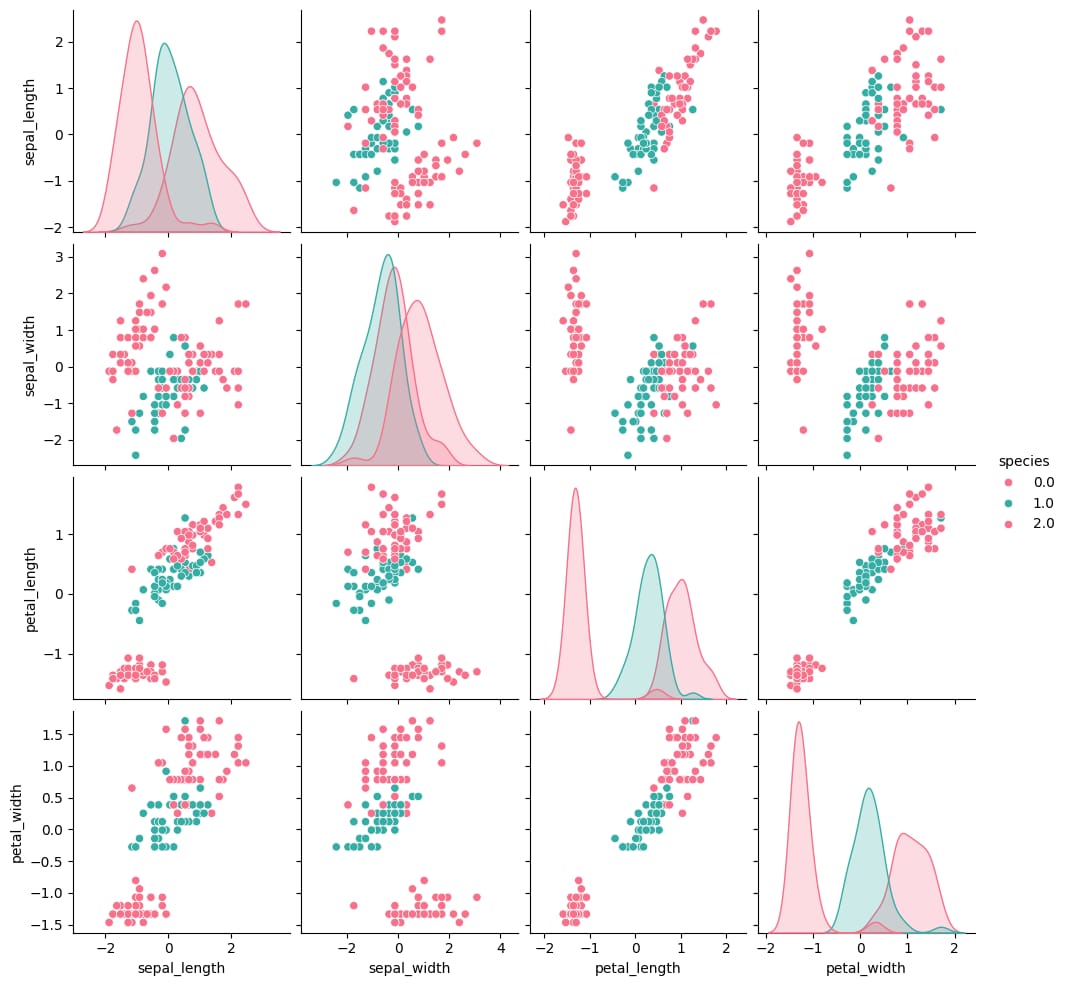 sepal_length
2
1
0
−1
−2
sepal_width
3
2
1
0
−1
−2
petal_length
1
0
−1
petal_width
1.5
1.0
0.5
0.0
−0.5
−1.0
−1.5
−2 0 2
−2 0 2 4
−2 −1 0 1 2
−2 −1 0 1 2
sepal_length sepal_width petal_length petal_width
species
0.0
1.0
2.0